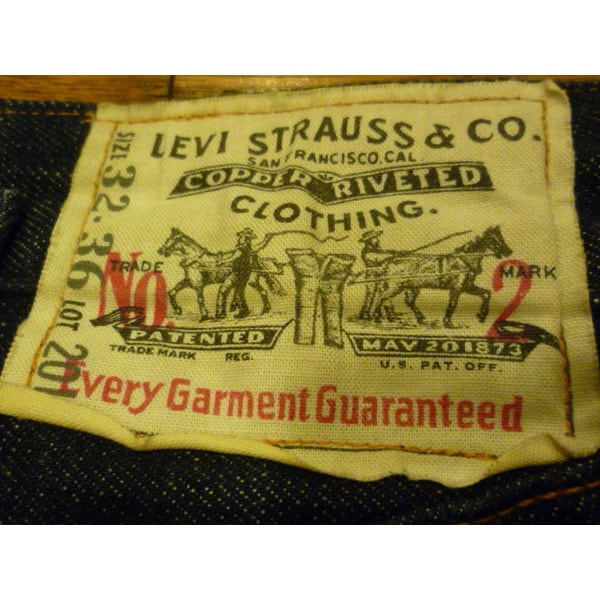 LEVI STRAUSS & CO.
SAN FRANCISCO, CAL
COPPER RIVETED
CLOTHING.
TRADE MARK
No. 2
PATENTED MAY 20 1873
TRADE MARK REG. U.S. PAT. OFF.
Every Garment Guaranteed
SIZE 32.36 LOT 201